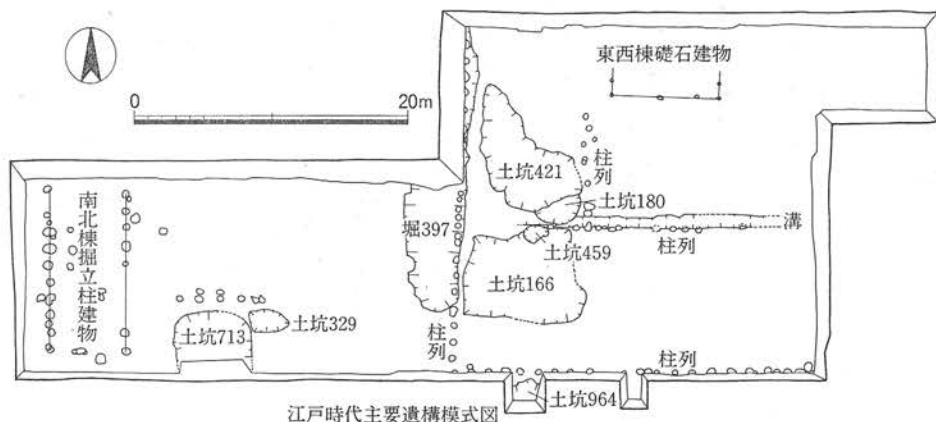 東西棟礎石建物
0
20m
土坑421
柱列
土坑180
南北棟掘立柱建物
堀397
溝
柱列
土坑459
土坑166
土坑329
土坑713
柱列
柱列
土坑964
江戸時代主要遺構模式図